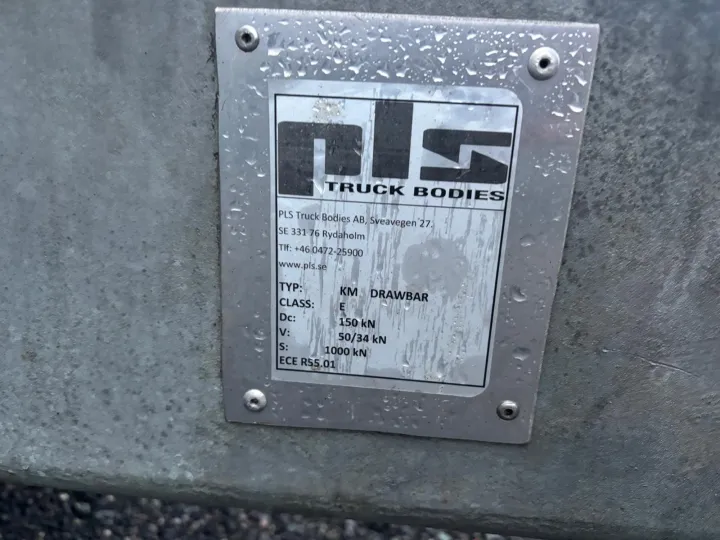 pls
TRUCK BODIES
PLS Truck Bodies AB, Sveavegen 27.
SE 331 76 Rydaholm
Tlf: +46 0472-25900
www.pls.se
TYP: KM DRAWBAR
CLASS: E
Dc: 150 kN
V: 50/34 kN
S: 1000 kN
ECE R55.01